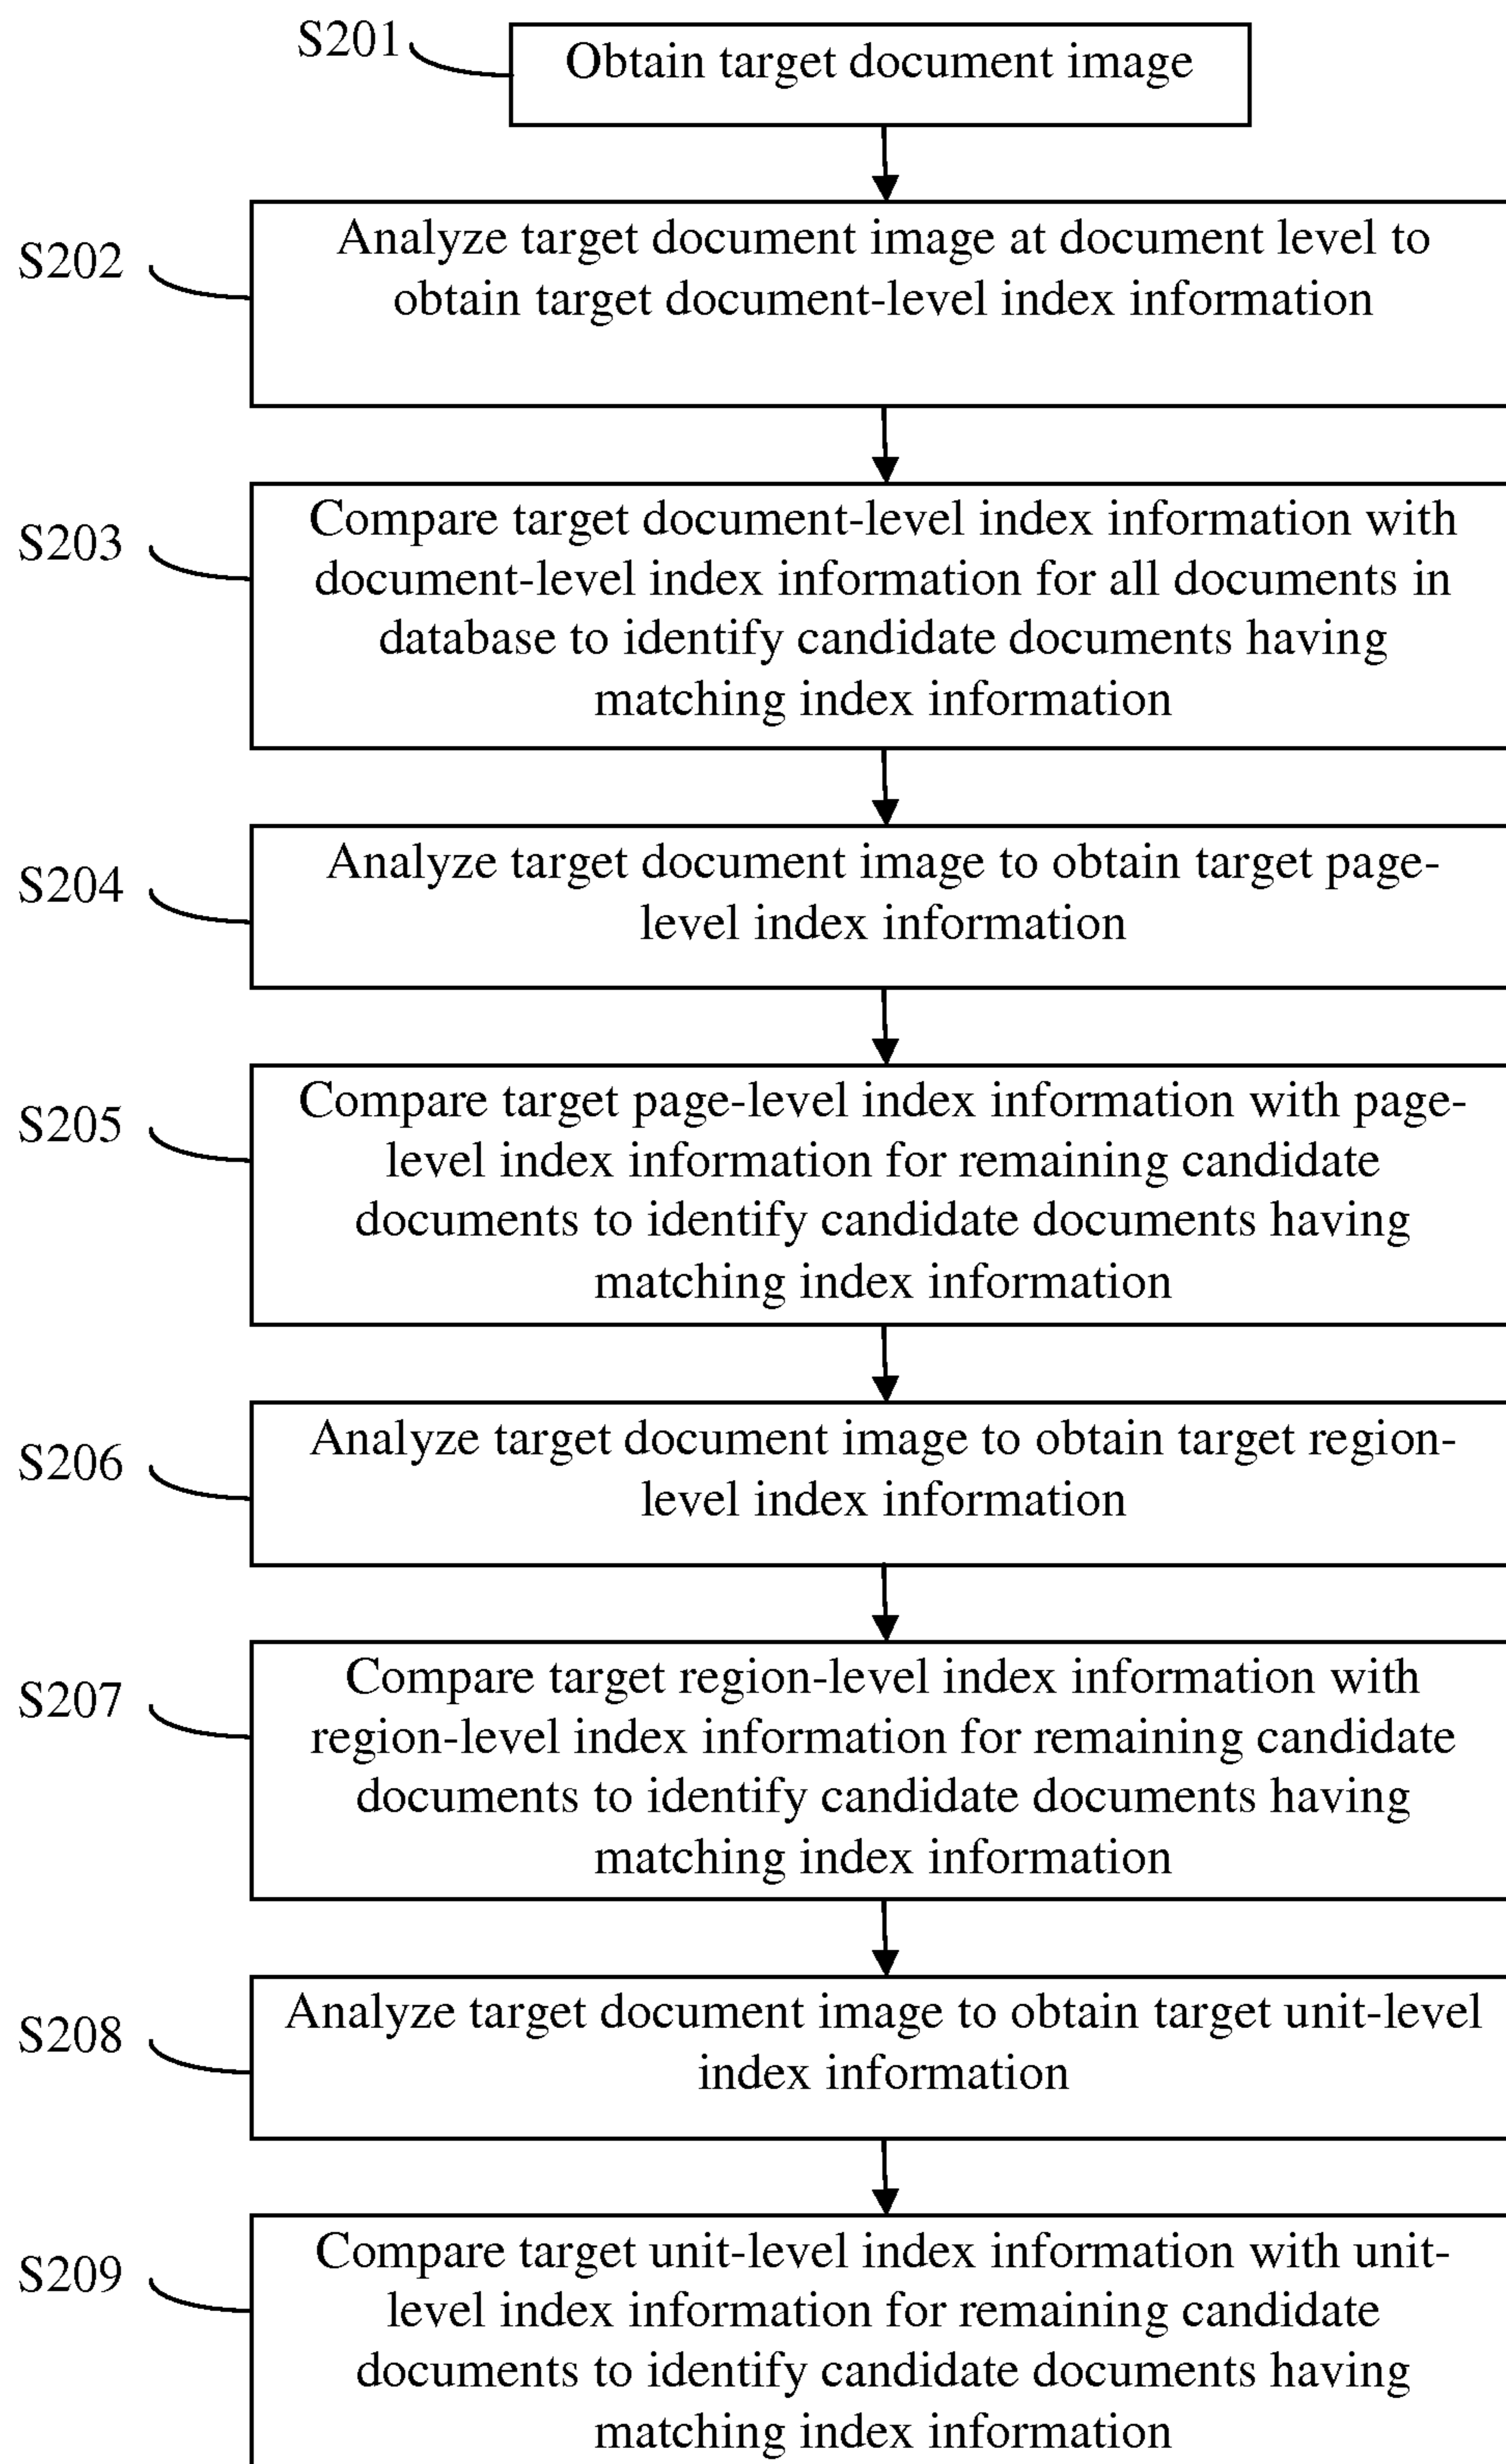 S201
Obtain target document image
S202
Analyze target document image at document level to
obtain target document-level index information
S203
Compare target document-level index information with
document-level index information for all documents in
database to identify candidate documents having
matching index information
S204
Analyze target document image to obtain target page-
level index information
S205
Compare target page-level index information with page-
level index information for remaining candidate
documents to identify candidate documents having
matching index information
S206
Analyze target document image to obtain target region-
level index information
S207
Compare target region-level index information with
region-level index information for remaining candidate
documents to identify candidate documents having
matching index information
S208
Analyze target document image to obtain target unit-level
index information
S209
Compare target unit-level index information with unit-
level index information for remaining candidate
documents to identify candidate documents having
matching index information